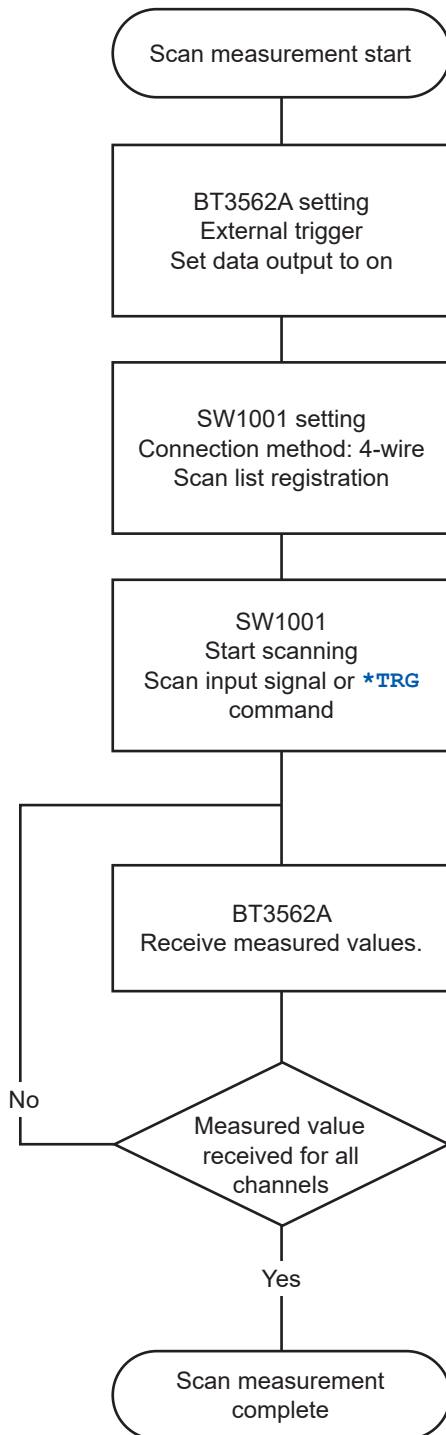 Scan measurement start
BT3562A setting
External trigger
Set data output to on
SW1001 setting
Connection method: 4-wire
Scan list registration
SW1001
Start scanning
Scan input signal or *TRG
command
BT3562A
Receive measured values.
No
Measured value
received for all
channels
Yes
Scan measurement
complete